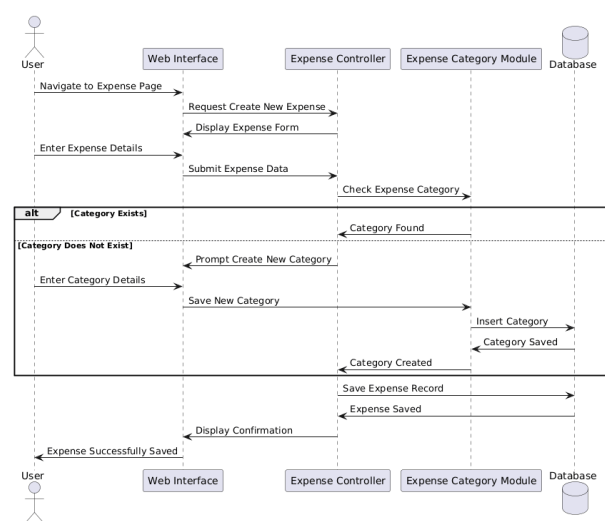 User
Web Interface
Expense Controller
Expense Category Module
Database
Navigate to Expense Page
Request Create New Expense
Display Expense Form
Enter Expense Details
Submit Expense Data
Check Expense Category
alt
[Category Exists]
Category Found
[Category Does Not Exist]
Prompt Create New Category
Enter Category Details
Save New Category
Insert Category
Category Saved
Category Created
Save Expense Record
Expense Saved
Display Confirmation
Expense Successfully Saved
User
Web Interface
Expense Controller
Expense Category Module
Database